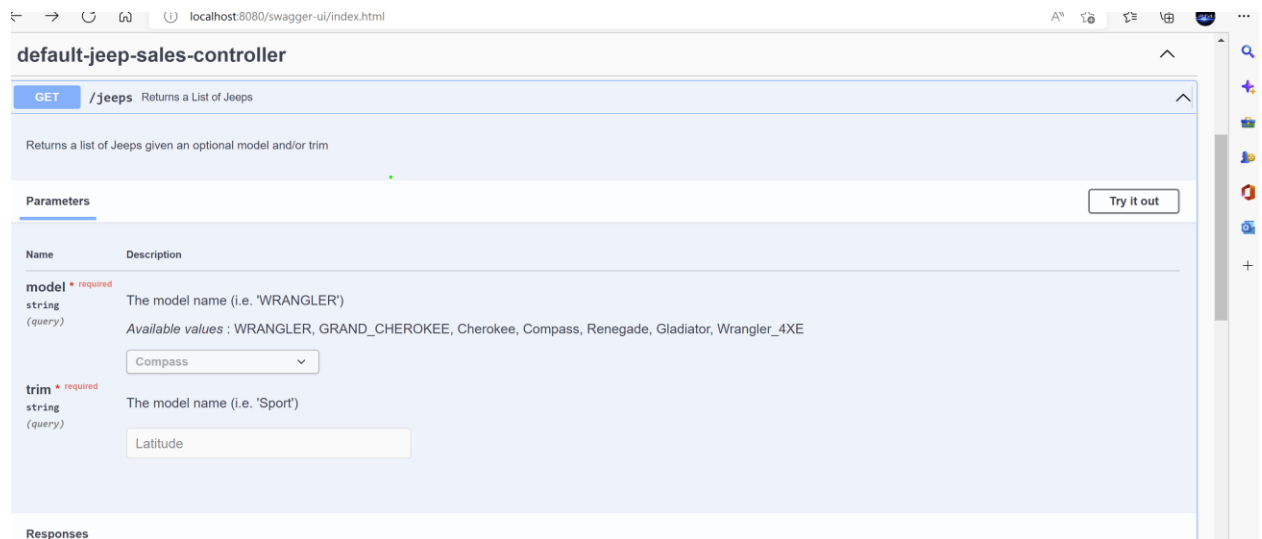 localhost:8080/swagger-ui/index.html
default-jeep-sales-controller
GET /jeeps Returns a List of Jeeps
Returns a list of Jeeps given an optional model and/or trim
Parameters
Try it out
Name Description
model * required
string
(query)
The model name (i.e. 'WRANGLER')
Available values : WRANGLER, GRAND_CHEROKEE, Cherokee, Compass, Renegade, Gladiator, Wrangler_4XE
Compass
trim * required
string
(query)
The model name (i.e. 'Sport')
Latitude
Responses